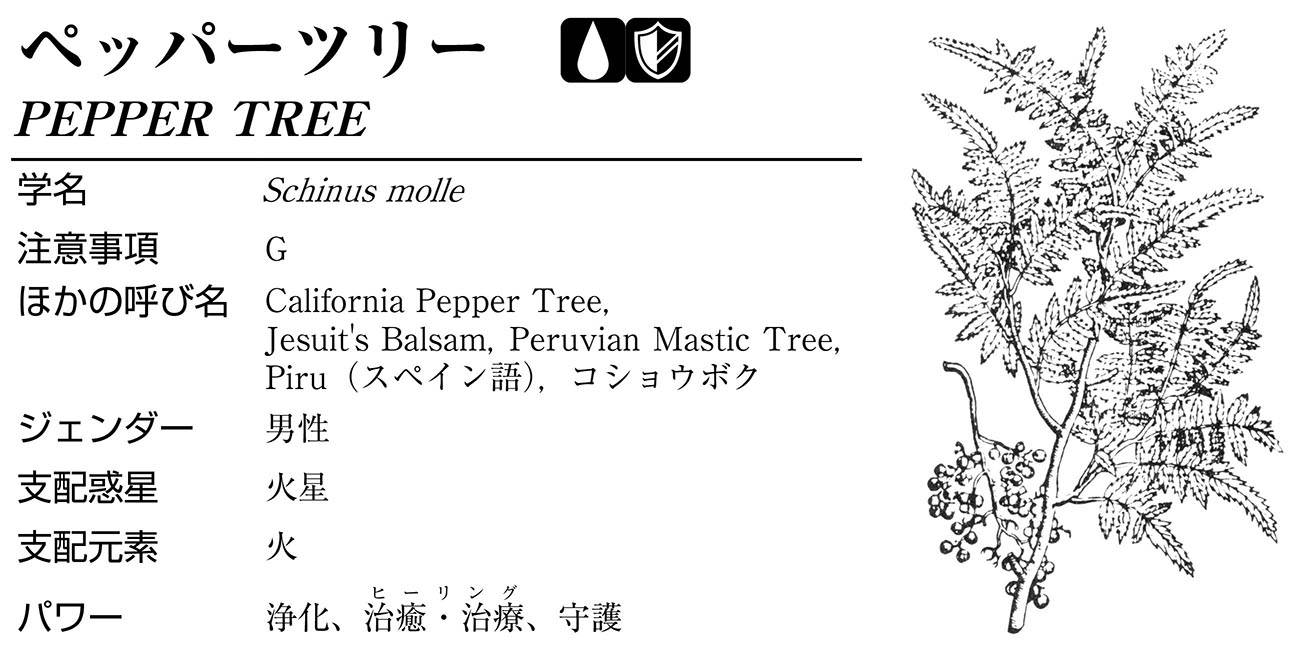 ペッパーツリー
PEPPER TREE
学名 Schinus molle
注意事項 G
ほかの呼び名 California Pepper Tree,
Jesuit's Balsam, Peruvian Mastic Tree,
Piru（スペイン語），コショウボク
ジェンダー 男性
支配惑星 火星
支配元素 火
ヒーリング
パワー 浄化、治癒・治療、守護